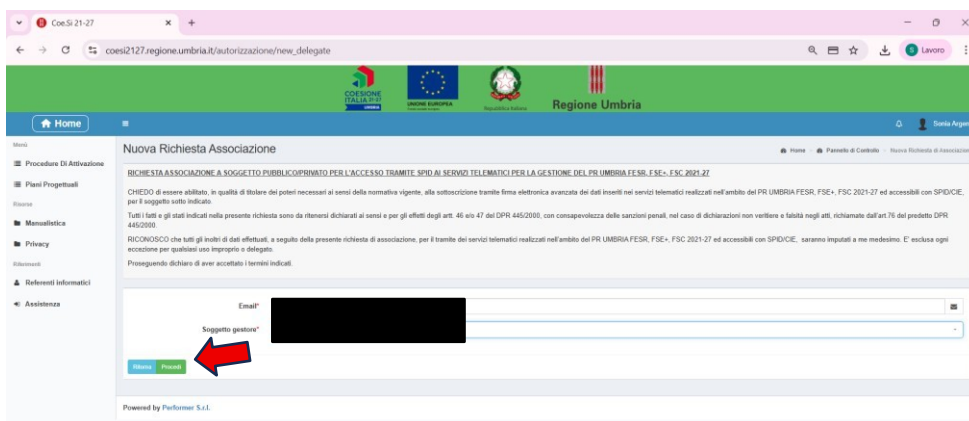 Coe.Si 21-27
coesi2127.regione.umbria.it/autorizzazione/new_delegate
Lavoro
COESIONE
ITALIA 21-27
UMBRIA
UNIONE EUROPEA
Repubblica Italiana
Regione Umbria
Home
Sonia Argen
Menù
Procedure Di Attivazione
Piani Progettuali
Risorse
Manualistica
Privacy
Riferimenti
Referenti informatici
Assistenza
Nuova Richiesta Associazione
Home Pannello di Controllo Nuova Richiesta di Associazion
RICHIESTA ASSOCIAZIONE A SOGGETTO PUBBLICO/PRIVATO PER L'ACCESSO TRAMITE SPID AI SERVIZI TELEMATICI PER LA GESTIONE DEL PR UMBRIA FESR, FSE+, FSC 2021-27
CHIEDO di essere abilitato, in qualità di titolare dei poteri necessari ai sensi della normativa vigente, alla sottoscrizione tramite firma elettronica avanzata dei dati inseriti nei servizi telematici realizzati nell'ambito del PR UMBRIA FESR, FSE+, FSC 2021-27 ed accessibili con SPID/CIE,
per il soggetto sotto indicato.
Tutti i fatti e gli stati indicati nella presente richiesta sono da ritenersi dichiarati ai sensi e per gli effetti degli art. 46 e/o 47 del DPR 445/2000, con consapevolezza delle sanzioni penali, nel caso di dichiarazioni non veritiere e falsità negli atti, richiamate dall'art.76 del predetto DPR
445/2000.
RICONOSCO che tutti gli inoltri di dati effettuati, a seguito della presente richiesta di associazione, per il tramite dei servizi telematici realizzati nell'ambito del PR UMBRIA FESR, FSE+, FSC 2021-27 ed accessibili con SPID/CIE, saranno imputati a me medesimo. E' esclusa ogni
eccezione per qualsiasi uso improprio o delegato.
Proseguendo dichiaro di aver accettato i termini indicati.
Email*
Soggetto gestore*
Ritorna Procedi
Powered by Performer S.r.l.